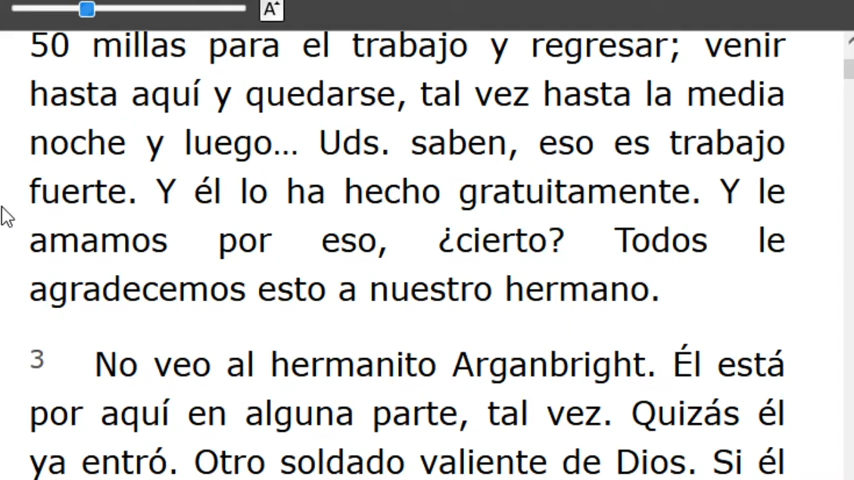 A
50 millas para el trabajo y regresar; venir
hasta aquí y quedarse, tal vez hasta la media
noche y luego... Uds. saben, eso es trabajo
fuerte. Y él lo ha hecho gratuitamente. Y le
amamos por eso, ¿cierto? Todos le
agradecemos esto a nuestro hermano.
3 No veo al hermanito Arganbright. Él está
por aquí en alguna parte, tal vez. Quizás él
ya entró. Otro soldado valiente de Dios. Si él